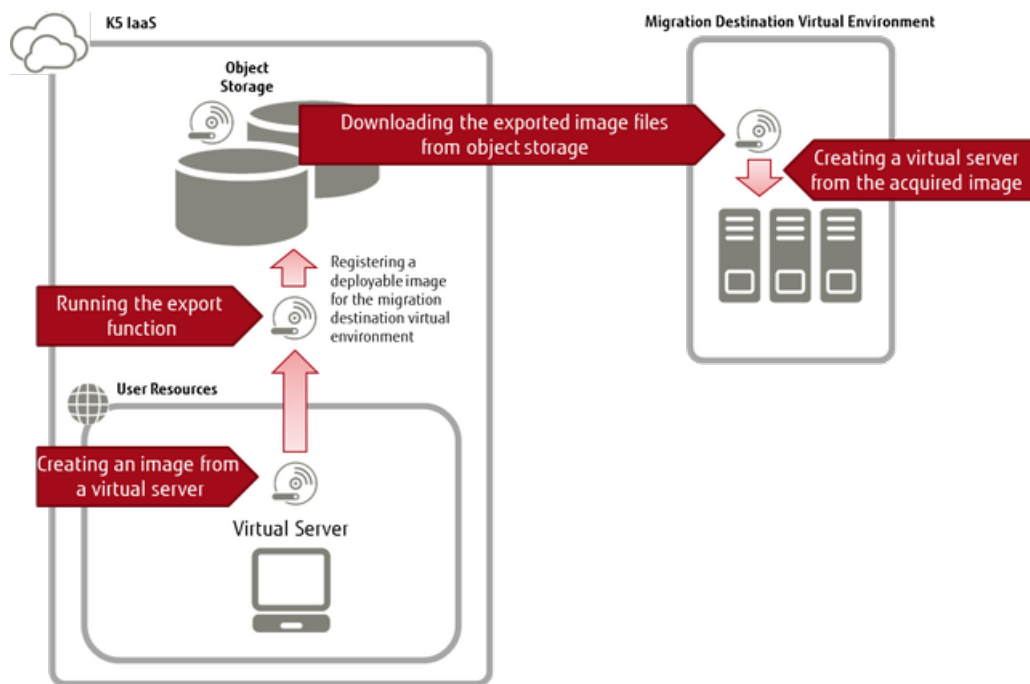 K5 IaaS
Migration Destination Virtual Environment
Object
Storage
Downloading the exported image files
from object storage
Creating a virtual server
from the acquired image
Registering a
deployable image
for the migration
destination virtual
environment
Running the export
function
User Resources
Creating an image from
a virtual server
Virtual Server